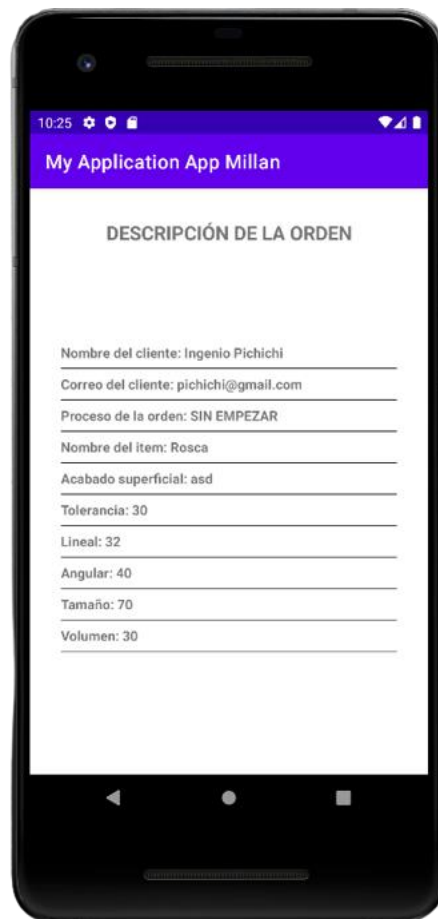 10:25
My Application App Millan
DESCRIPCIÓN DE LA ORDEN
Nombre del cliente: Ingenio Pichichi
Correo del cliente: pichichi@gmail.com
Proceso de la orden: SIN EMPEZAR
Nombre del item: Rosca
Acabado superficial: asd
Tolerancia: 30
Lineal: 32
Angular: 40
Tamaño: 70
Volumen: 30